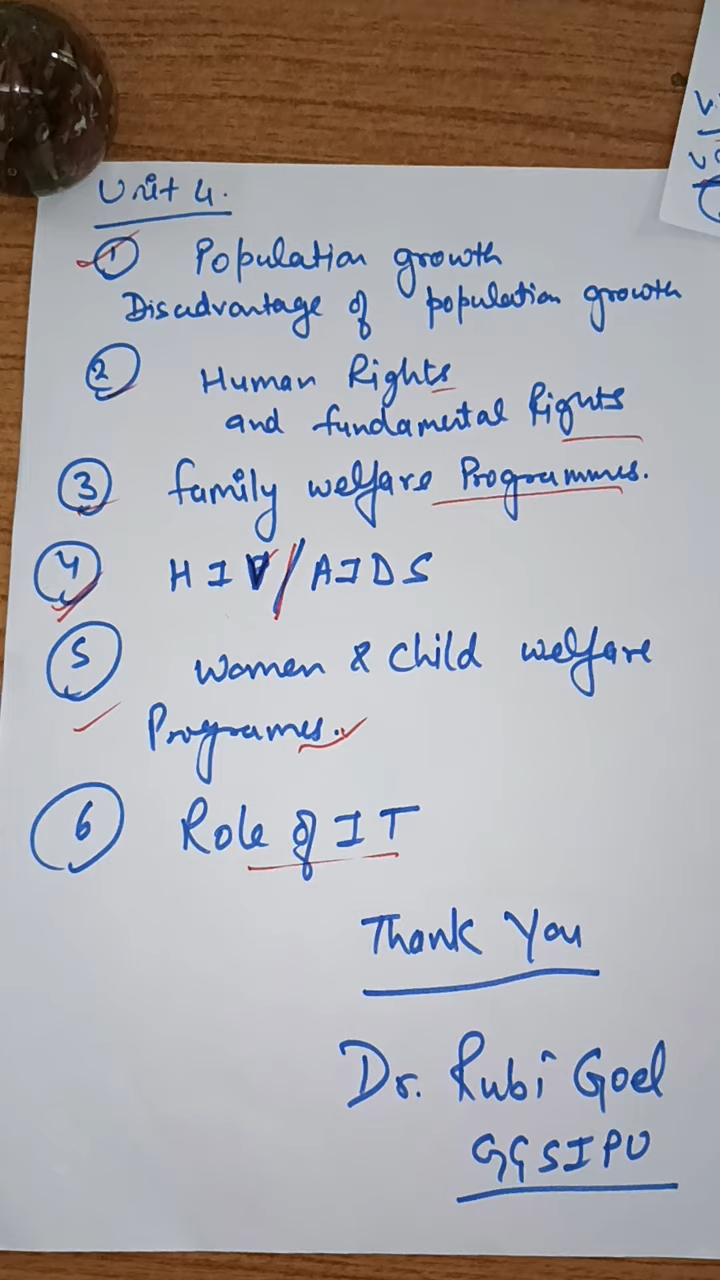 Unit 4.
① Population growth
Disadvantage of population growth
② Human Rights
and fundamental Rights
③ family welfare Programmes.
④ HIV/AIDS
⑤ Women & Child welfare
Programes.
⑥ Role of IT
Thank You
Dr. Rubi Goel
GGSIPU